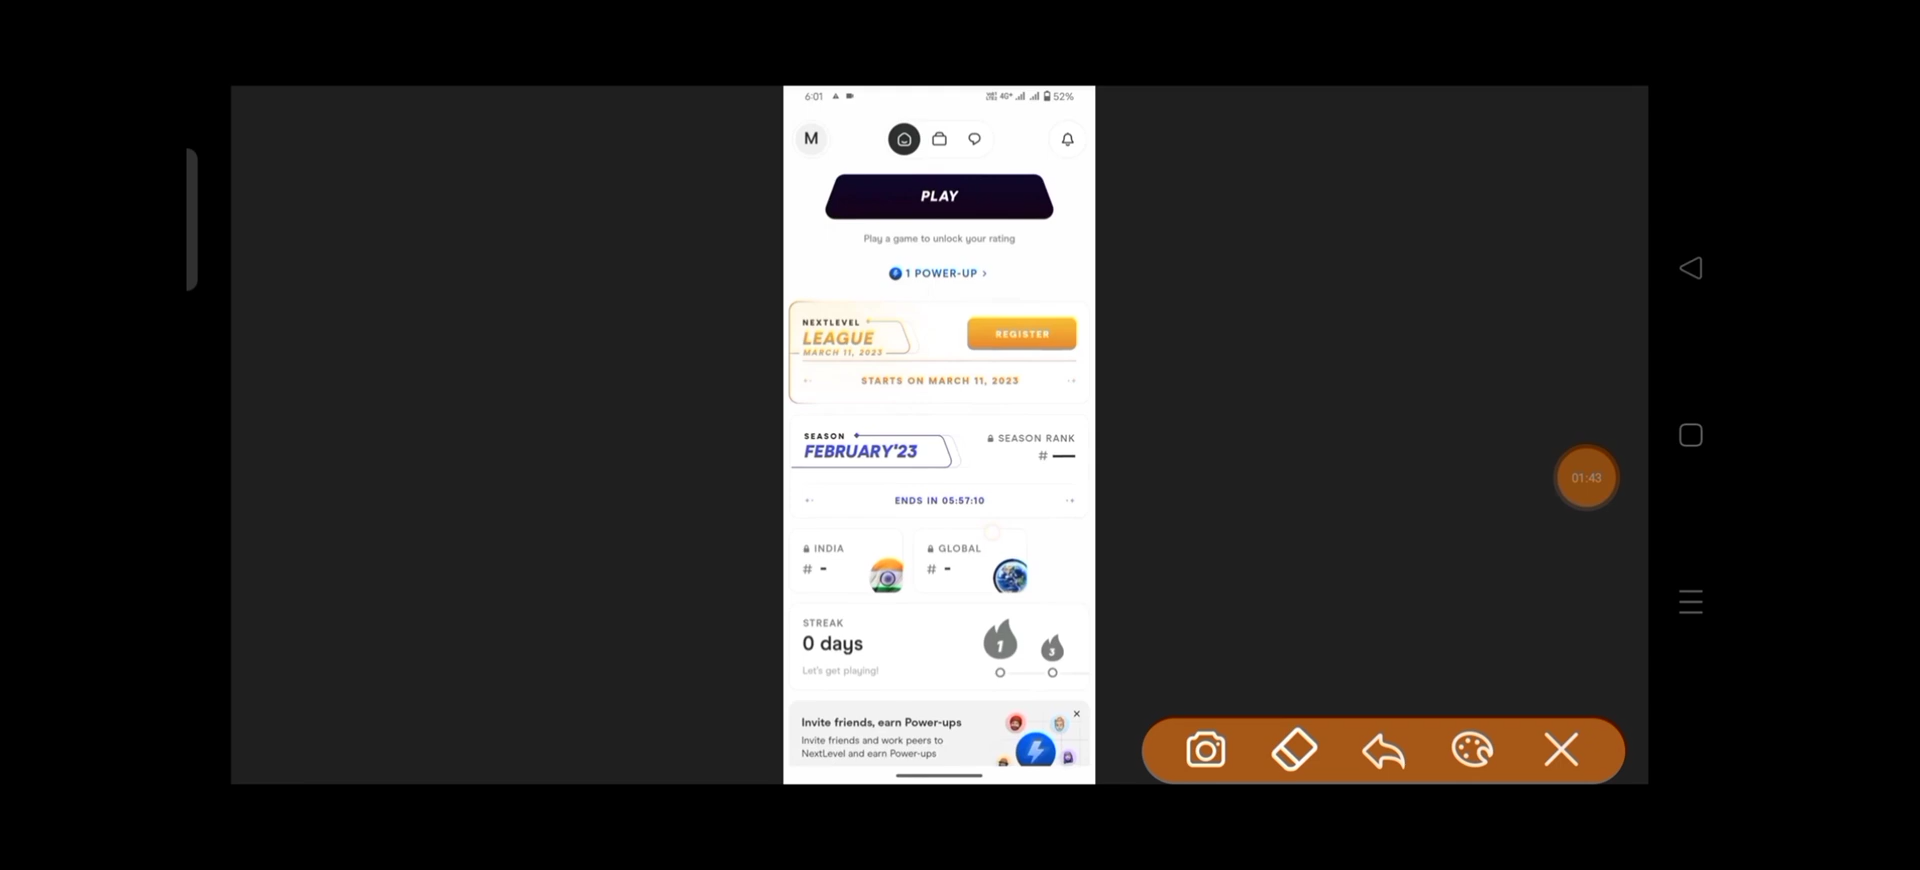 6:01 4G+ 52%
M
PLAY
Play a game to unlock your rating
1 POWER-UP >
NEXTLEVEL
LEAGUE
MARCH 11, 2023
REGISTER
STARTS ON MARCH 11, 2023
SEASON
FEBRUARY'23
SEASON RANK
#
ENDS IN 05:57:10
INDIA
# -
GLOBAL
# -
STREAK
0 days
Let's get playing!
1
3
Invite friends, earn Power-ups
Invite friends and work peers to
NextLevel and earn Power-ups
01:43